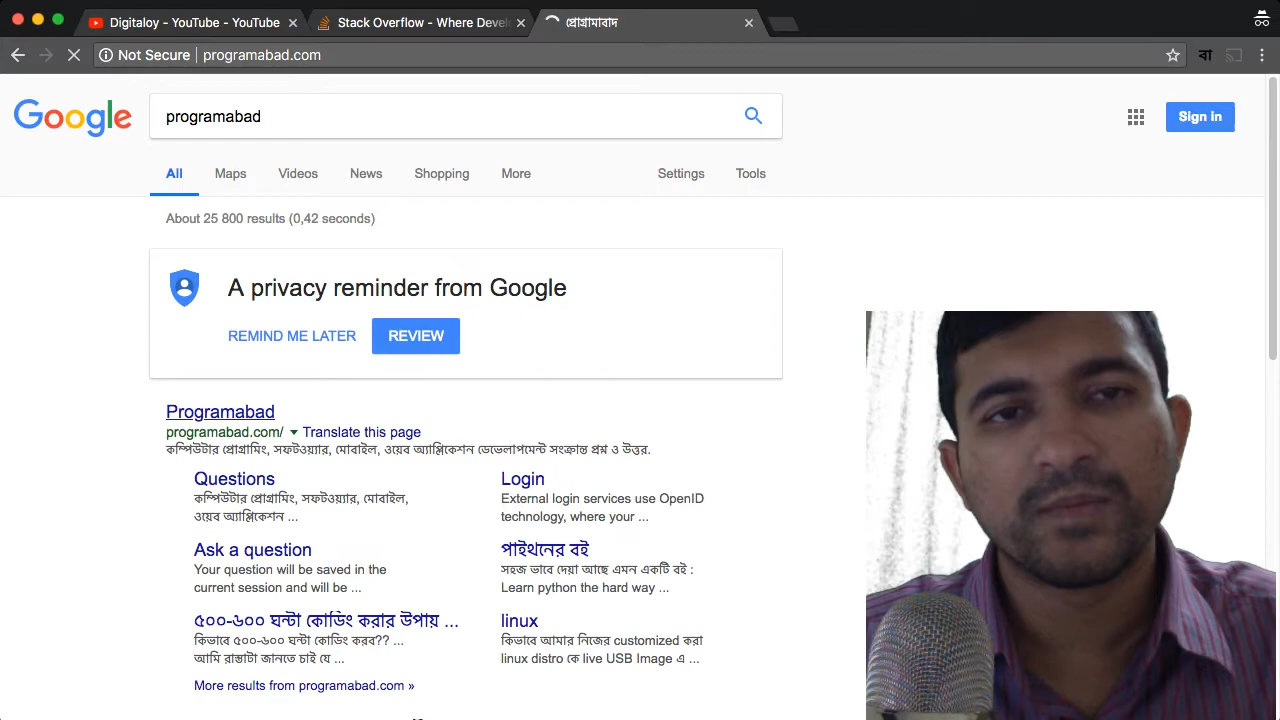 Digitaloy - YouTube - YouTube
Stack Overflow - Where Devel
প্রোগ্রামাবাদ
Not Secure
programabad.com
বা
Google
programabad
Sign in
All
Maps
Videos
News
Shopping
More
Settings
Tools
About 25 800 results (0,42 seconds)
A privacy reminder from Google
REMIND ME LATER
REVIEW
Programabad
programabad.com/ Translate this page
কম্পিউটার প্রোগ্রামিং, সফটওয়্যার, মোবাইল, ওয়েব অ্যাপ্লিকেশন ডেভেলাপমেন্ট সংক্রান্ত প্রশ্ন ও উত্তর.
Questions
কম্পিউটার প্রোগ্রামিং, সফটওয়্যার, মোবাইল,
ওয়েব অ্যাপ্লিকেশন ...
Login
External login services use OpenID
technology, where your ...
Ask a question
Your question will be saved in the
current session and will be ...
পাইথনের বই
সহজ ভাবে দেয়া আছে এমন একটি বই :
Learn python the hard way ...
৫০০-৬০০ ঘন্টা কোডিং করার উপায় ...
কিভাবে ৫০০-৬০০ ঘন্টা কোডিং করব?? ...
আমি রাস্তাটা জানতে চাই যে ...
linux
কিভাবে আমার নিজের customized করা
linux distro কে live USB Image এ ...
More results from programabad.com »